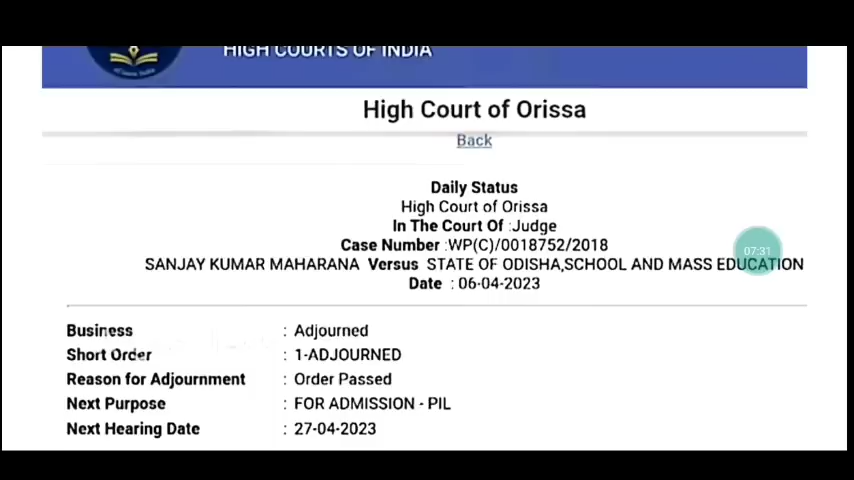 HIGH COURTS OF INDIA
High Court of Orissa
Back
Daily Status
High Court of Orissa
In The Court Of :Judge
Case Number :WP(C)/0018752/2018
SANJAY KUMAR MAHARANA Versus STATE OF ODISHA,SCHOOL AND MASS EDUCATION
Date : 06-04-2023
07:31
Business : Adjourned
Short Order : 1-ADJOURNED
Reason for Adjournment : Order Passed
Next Purpose : FOR ADMISSION - PIL
Next Hearing Date : 27-04-2023